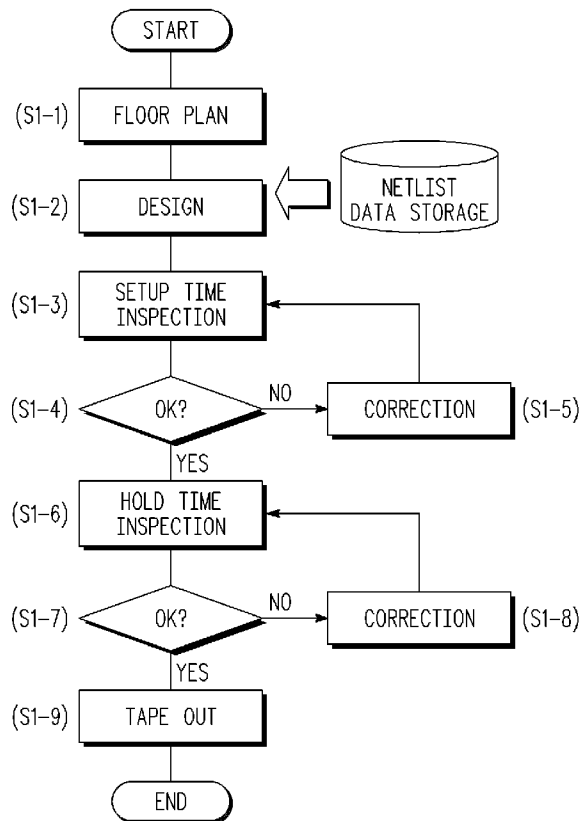 START
(S1-1)
FLOOR PLAN
(S1-2)
DESIGN
NETLIST
DATA STORAGE
(S1-3)
SETUP TIME
INSPECTION
(S1-4)
OK?
NO
CORRECTION
(S1-5)
YES
(S1-6)
HOLD TIME
INSPECTION
(S1-7)
OK?
NO
CORRECTION
(S1-8)
YES
(S1-9)
TAPE OUT
END